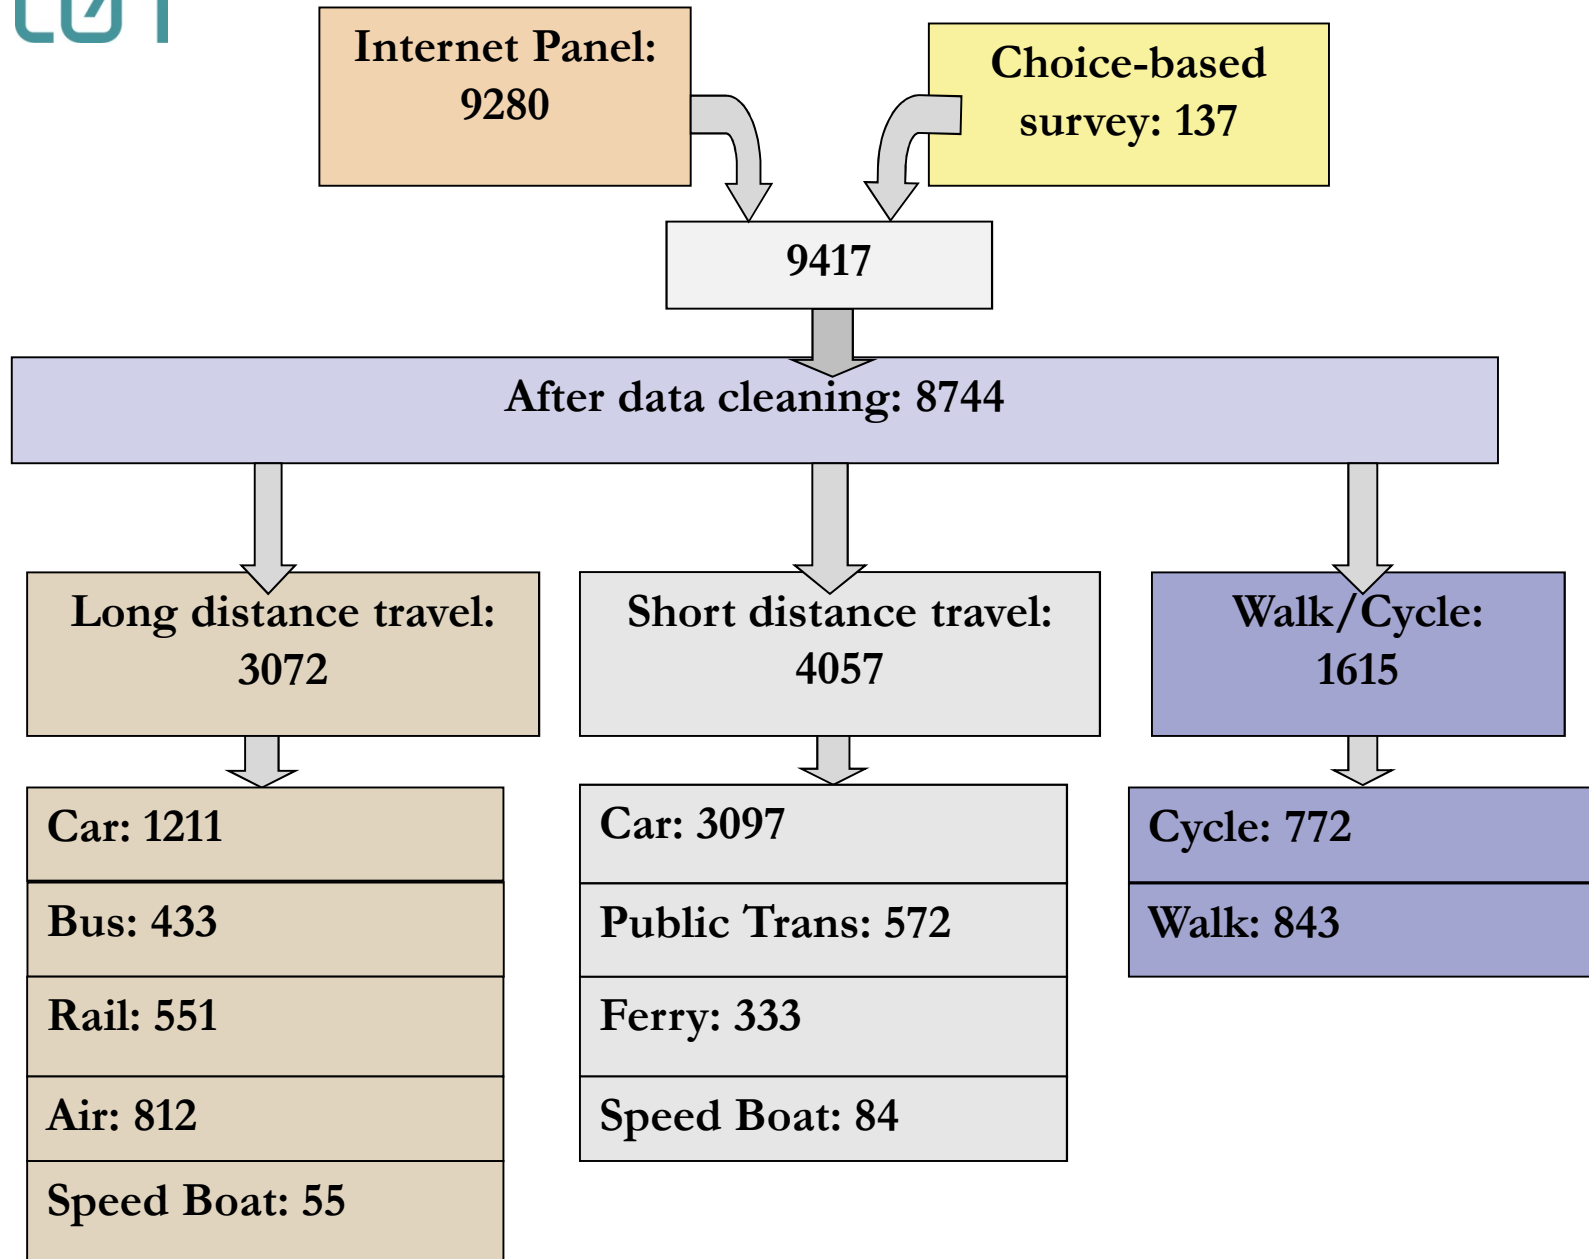 Internet Panel:
9280
Choice-based
survey: 137
9417
After data cleaning: 8744
Long distance travel:
3072
Short distance travel:
4057
Walk/Cycle:
1615
Car: 1211
Bus: 433
Rail: 551
Air: 812
Speed Boat: 55
Car: 3097
Public Trans: 572
Ferry: 333
Speed Boat: 84
Cycle: 772
Walk: 843